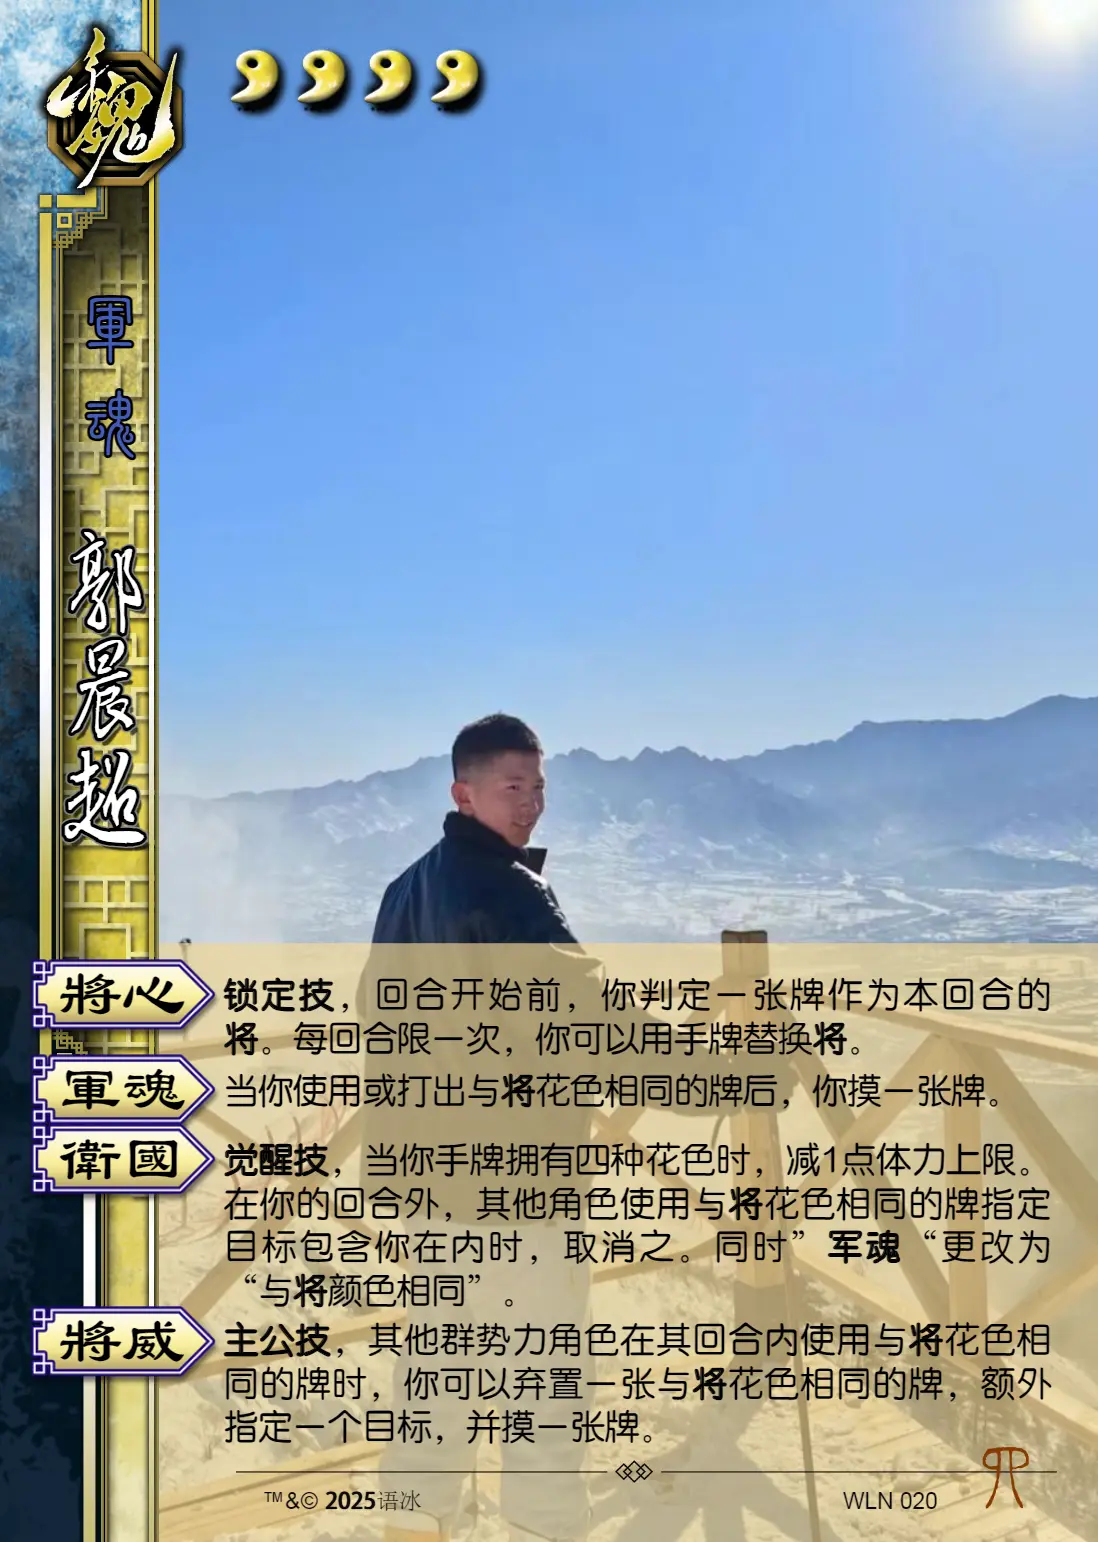 魏
軍魂
郭晨超
將心
锁定技，回合开始前，你判定一张牌作为本回合的
将。每回合限一次，你可以用手牌替换将。
軍魂
当你使用或打出与将花色相同的牌后，你摸一张牌。
衛國
觉醒技，当你手牌拥有四种花色时，减1点体力上限。
在你的回合外，其他角色使用与将花色相同的牌指定
目标包含你在内时，取消之。同时”军魂“更改为
“与将颜色相同”。
將威
主公技，其他群势力角色在其回合内使用与将花色相
同的牌时，你可以弃置一张与将花色相同的牌，额外
指定一个目标，并摸一张牌。
™&© 2025语冰
WLN 020